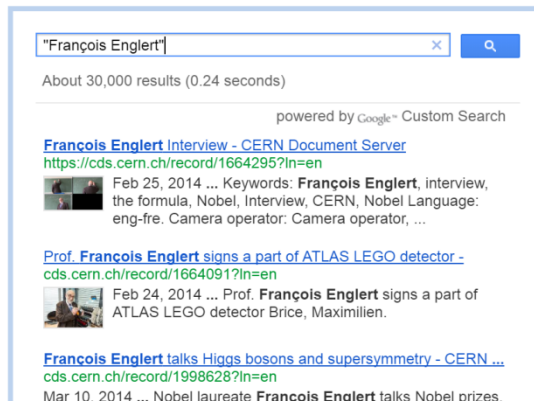 "François Englert"
About 30,000 results (0.24 seconds)
powered by Google™ Custom Search
François Englert Interview - CERN Document Server
https://cds.cern.ch/record/1664295?ln=en
Feb 25, 2014 ... Keywords: François Englert, interview,
the formula, Nobel, Interview, CERN, Nobel Language:
eng-fre. Camera operator: Camera operator, ...
Prof. François Englert signs a part of ATLAS LEGO detector -
cds.cern.ch/record/1664091?ln=en
Feb 24, 2014 ... Prof. François Englert signs a part of
ATLAS LEGO detector Brice, Maximilien.
François Englert talks Higgs bosons and supersymmetry - CERN ...
cds.cern.ch/record/1998628?ln=en
Mar 10, 2014 ... Nobel laureate François Englert talks Nobel prizes,